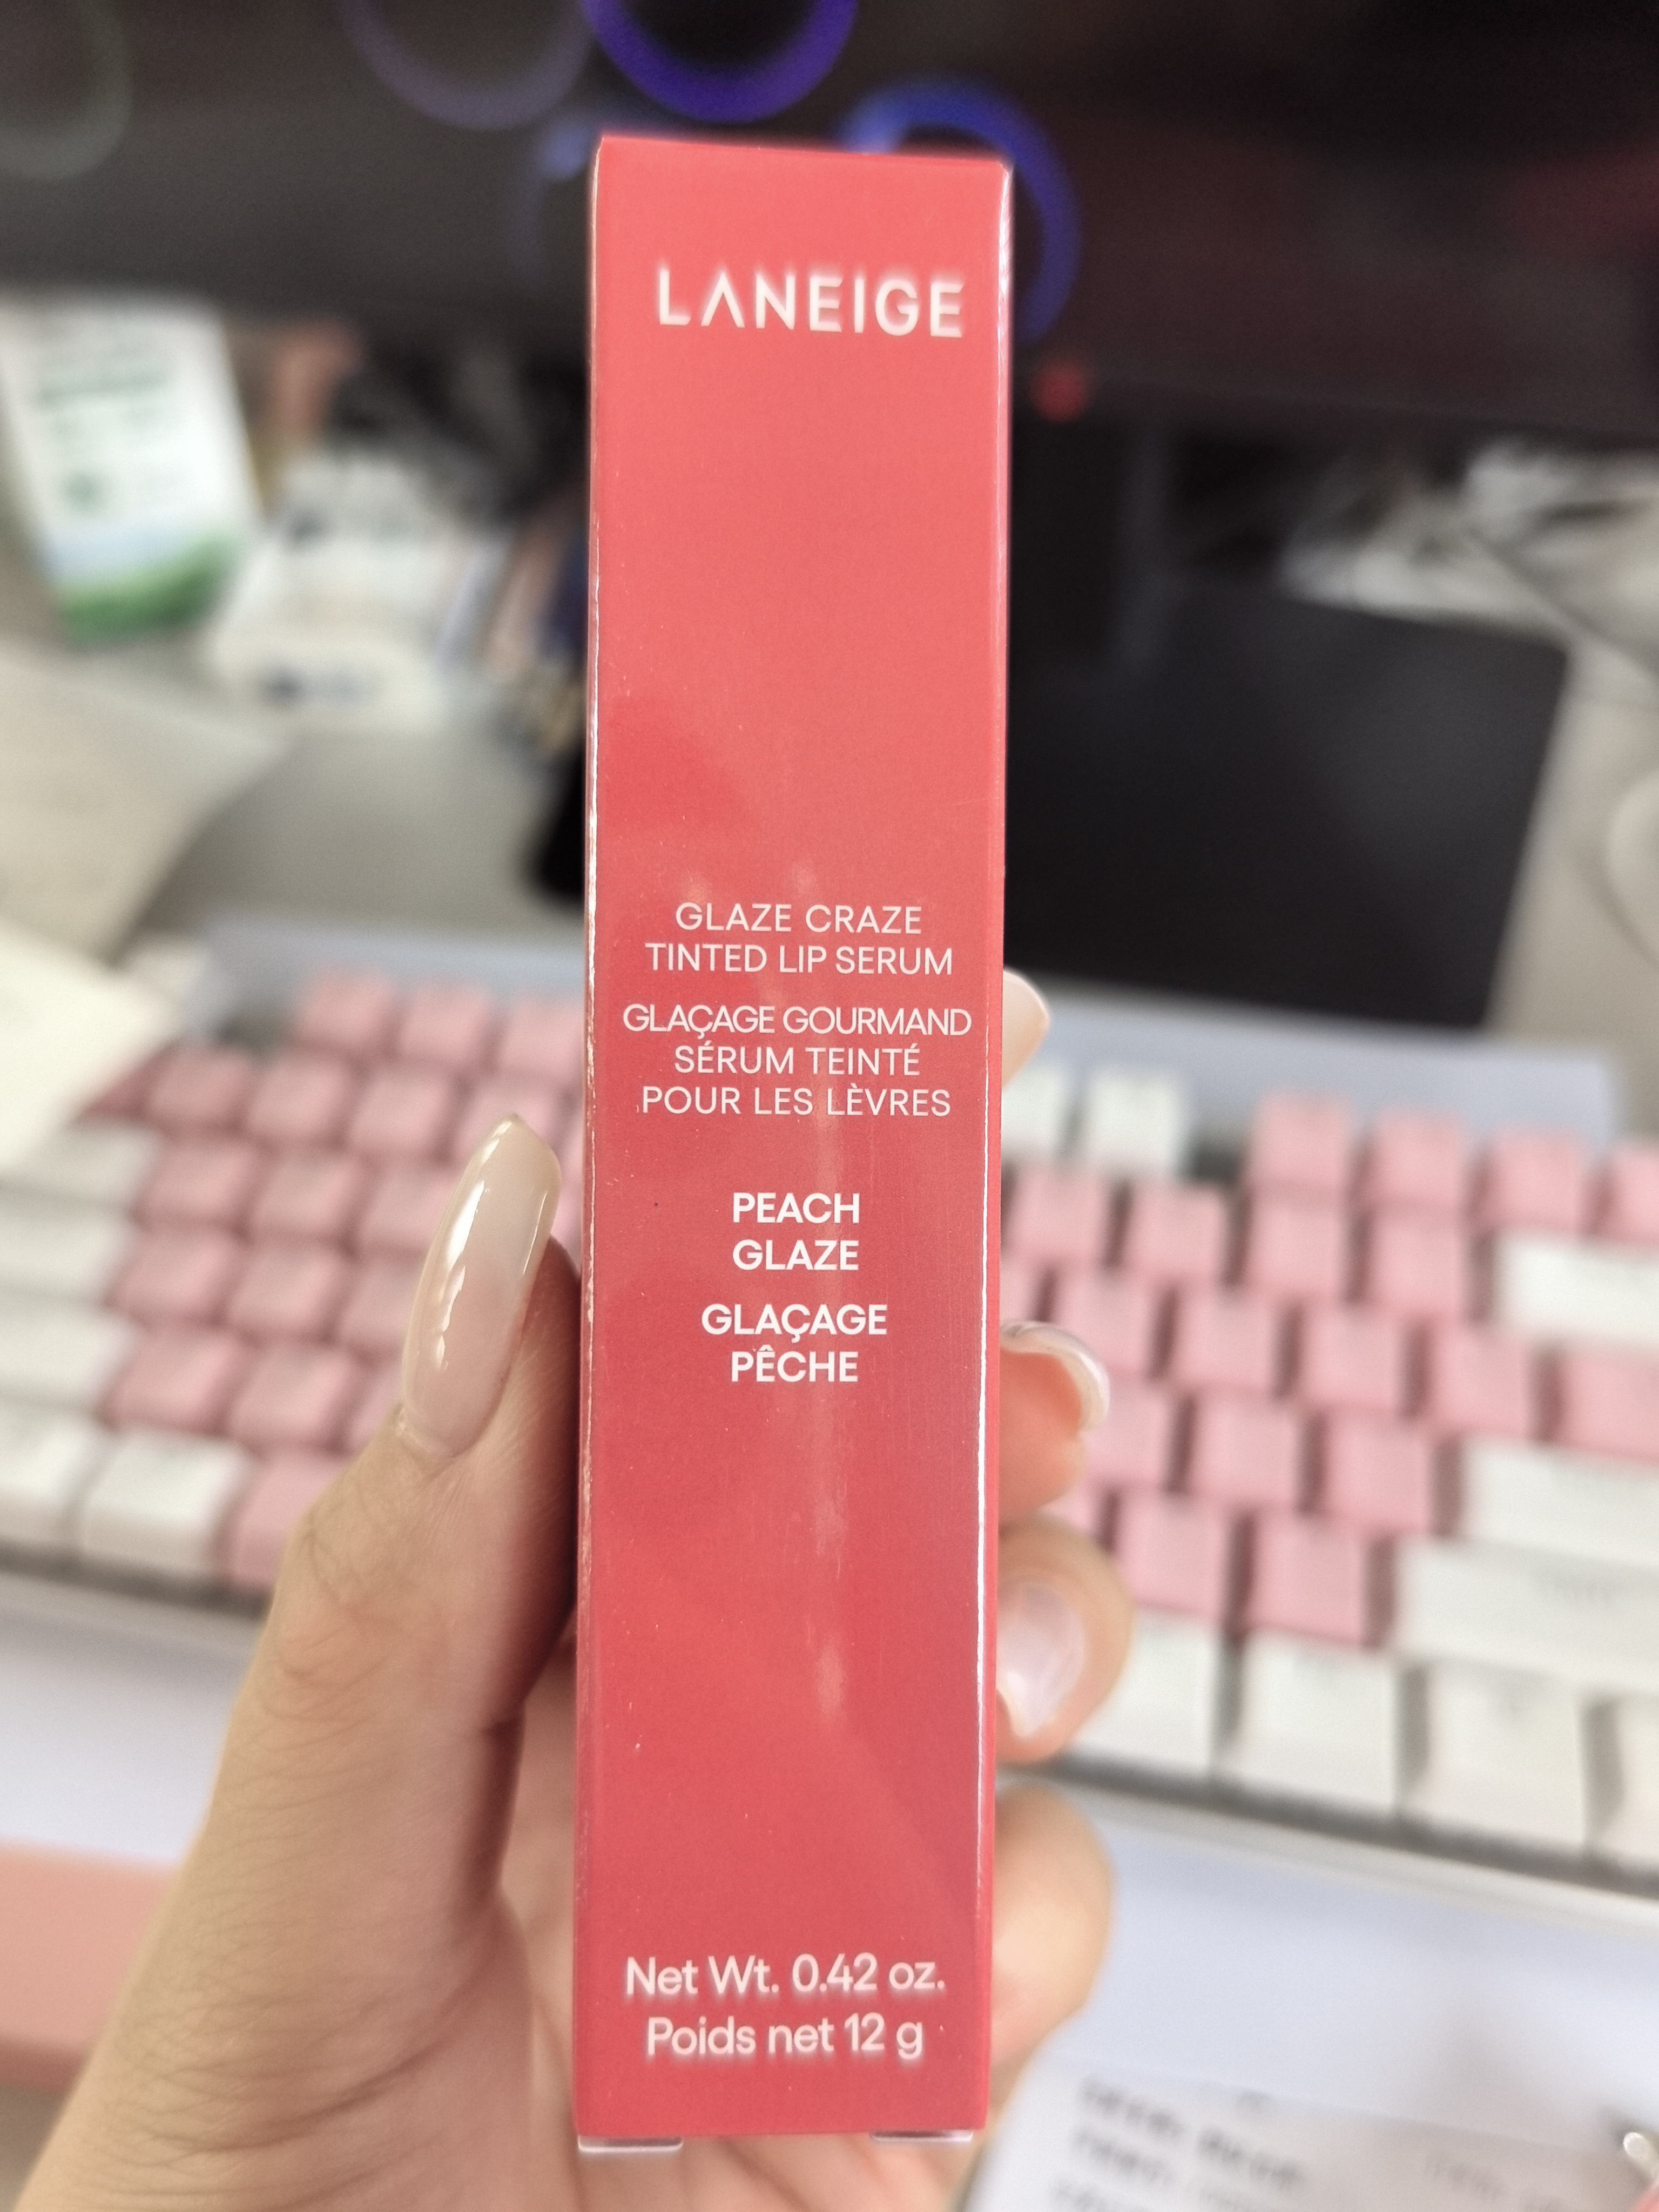 LANEIGE
GLAZE CRAZE
TINTED LIP SERUM
GLAÇAGE GOURMAND
SÉRUM TEINTÉ
POUR LES LÈVRES
PEACH
GLAZE
GLAÇAGE
PÊCHE
Net Wt. 0.42 oz.
Poids net 12 g